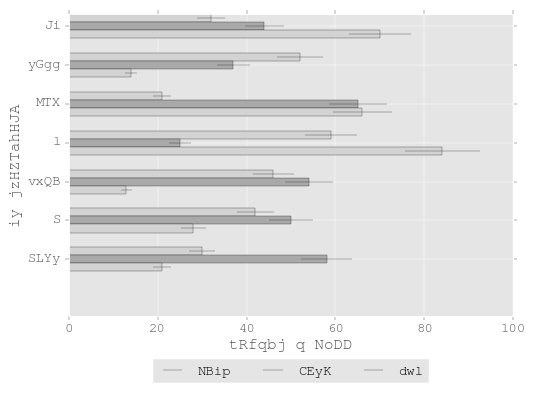 Ji
yGgg
MTX
vxQB
S
SLYy
iy jzHZTahHJA
0 20 40 60 80 100
tRfqbj q NoDD
NBip CEyK dwl